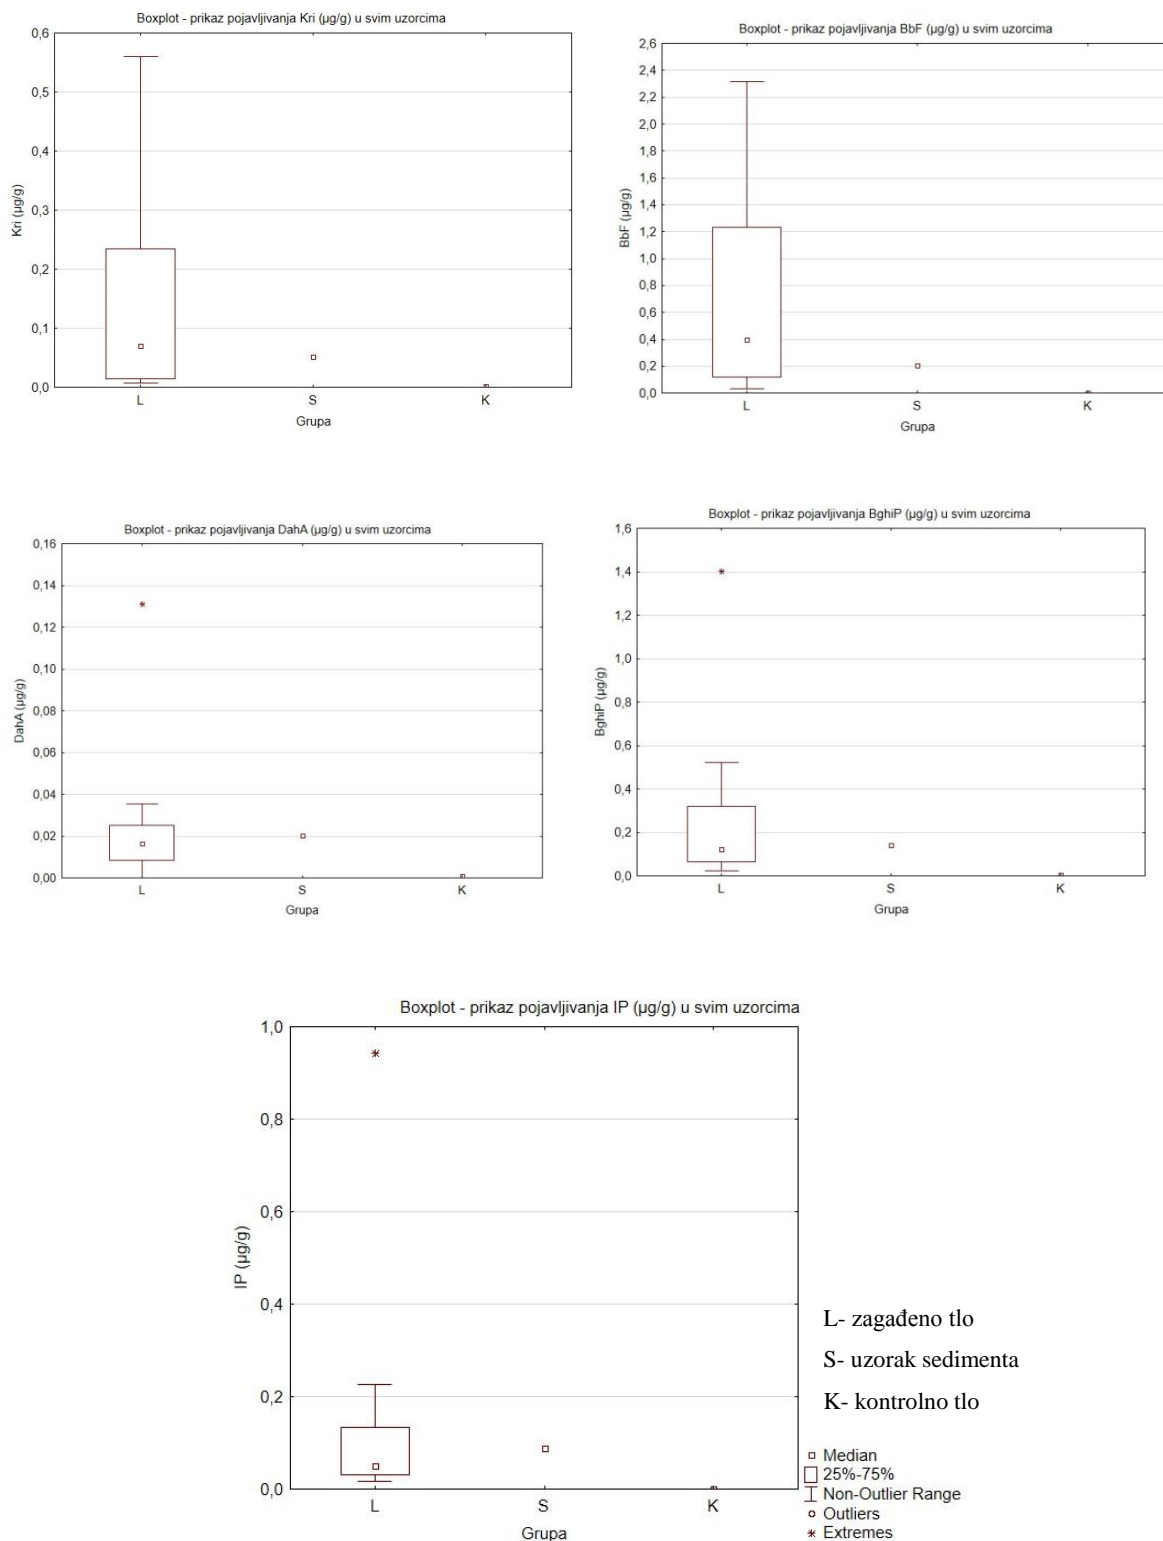 Boxplot - prikaz pojavljivanja Kri (µg/g) u svim uzorcima
0,6
0,5
0,4
0,3
0,2
0,1
0,0
Kri (µg/g)
L S K
Grupa
Boxplot - prikaz pojavljivanja BbF (µg/g) u svim uzorcima
2,6
2,4
2,2
2,0
1,8
1,6
1,4
1,2
1,0
0,8
0,6
0,4
0,2
0,0
BbF (µg/g)
L S K
Grupa
Boxplot - prikaz pojavljivanja DahA (µg/g) u svim uzorcima
0,16
0,14
0,12
0,10
0,08
0,06
0,04
0,02
0,00
DahA (µg/g)
L S K
Grupa
Boxplot - prikaz pojavljivanja BghiP (µg/g) u svim uzorcima
1,6
1,4
1,2
1,0
0,8
0,6
0,4
0,2
0,0
BghiP (µg/g)
L S K
Grupa
Boxplot - prikaz pojavljivanja IP (µg/g) u svim uzorcima
1,0
0,8
0,6
0,4
0,2
0,0
IP (µg/g)
L S K
Grupa
L- zagađeno tlo
S- uzorak sedimenta
K- kontrolno tlo
Median
25%-75%
Non-Outlier Range
Outliers
Extremes